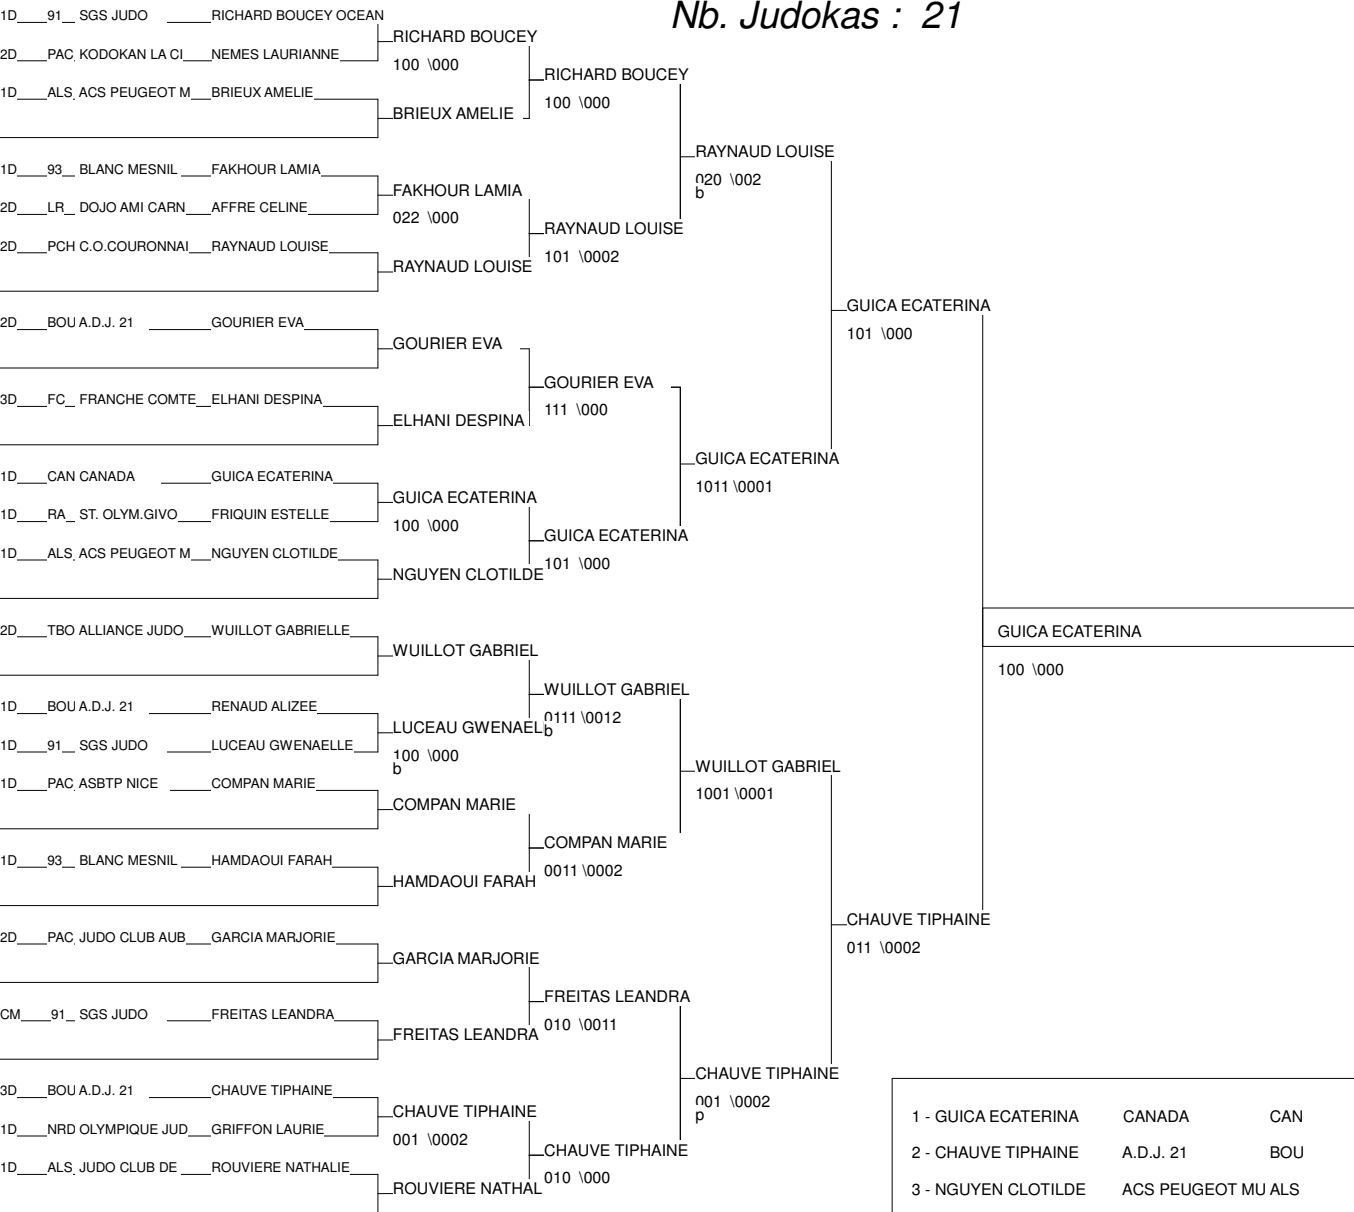 Nb. Judokas : 21
1D 91 SGS JUDO RICHARD BOUCEY OCEAN
2D PAC KODOKAN LA CI NEMES LAURIANNE
1D ALS ACS PEUGEOT M BRIEUX AMELIE
1D 93 BLANC MESNIL FAKHOUR LAMIA
2D LR DOJO AMI CARN AFFRE CELINE
2D PCH C.O.COURONNAI RAYNAUD LOUISE
2D BOU A.D.J. 21 GOURIER EVA
3D FC FRANCHE COMTE ELHANI DESPINA
1D CAN CANADA GUICA ECATERINA
1D RA ST. OLYM.GIVO FRIQUIN ESTELLE
1D ALS ACS PEUGEOT M NGUYEN CLOTILDE
2D TBO ALLIANCE JUDO WUILLOT GABRIELLE
1D BOU A.D.J. 21 RENAUD ALIZEE
1D 91 SGS JUDO LUCEAU GWENAELLE
1D PAC ASBTP NICE COMPAN MARIE
1D 93 BLANC MESNIL HAMDAOUI FARAH
2D PAC JUDO CLUB AUB GARCIA MARJORIE
CM 91 SGS JUDO FREITAS LEANDRA
3D BOU A.D.J. 21 CHAUVE TIPHAINE
1D NRD OLYMPIQUE JUD GRIFFON LAURIE
1D ALS JUDO CLUB DE ROUVIERE NATHALIE
RICHARD BOUCEY
100 \000
BRIEUX AMELIE
FAKHOUR LAMIA
022 \000
RAYNAUD LOUISE
GOURIER EVA
ELHANI DESPINA
GUICA ECATERINA
100 \000
NGUYEN CLOTILDE
WUILLOT GABRIEL
LUCEAU GWENAEL
100 \000
b
COMPAN MARIE
HAMDAOUI FARAH
GARCIA MARJORIE
FREITAS LEANDRA
CHAUVE TIPHAINE
001 \0002
ROUVIERE NATHAL
RICHARD BOUCEY
100 \000
RAYNAUD LOUISE
101 \0002
GOURIER EVA
111 \000
GUICA ECATERINA
101 \000
WUILLOT GABRIEL
0111 \0012
b
COMPAN MARIE
0011 \0002
FREITAS LEANDRA
010 \0011
CHAUVE TIPHAINE
010 \000
RAYNAUD LOUISE
020 \002
b
GUICA ECATERINA
1011 \0001
WUILLOT GABRIEL
1001 \0001
CHAUVE TIPHAINE
001 \0002
p
GUICA ECATERINA
101 \000
CHAUVE TIPHAINE
011 \0002
GUICA ECATERINA
100 \000
1 - GUICA ECATERINA CANADA CAN
2 - CHAUVE TIPHAINE A.D.J. 21 BOU
3 - NGUYEN CLOTILDE ACS PEUGEOT MU ALS